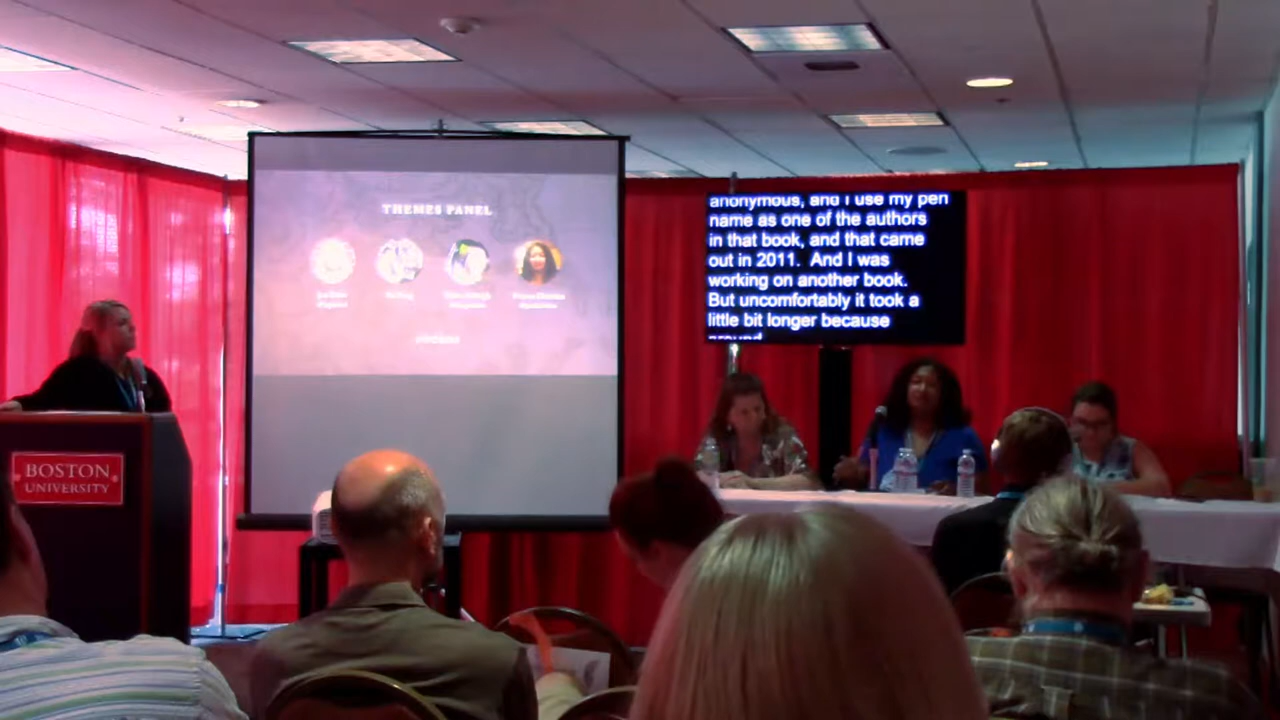 BOSTON
UNIVERSITY
THEMES PANEL
anonymous, and I use my pen
name as one of the authors
in that book, and that came
out in 2011. And I was
working on another book.
But uncomfortably it took a
little bit longer because
around